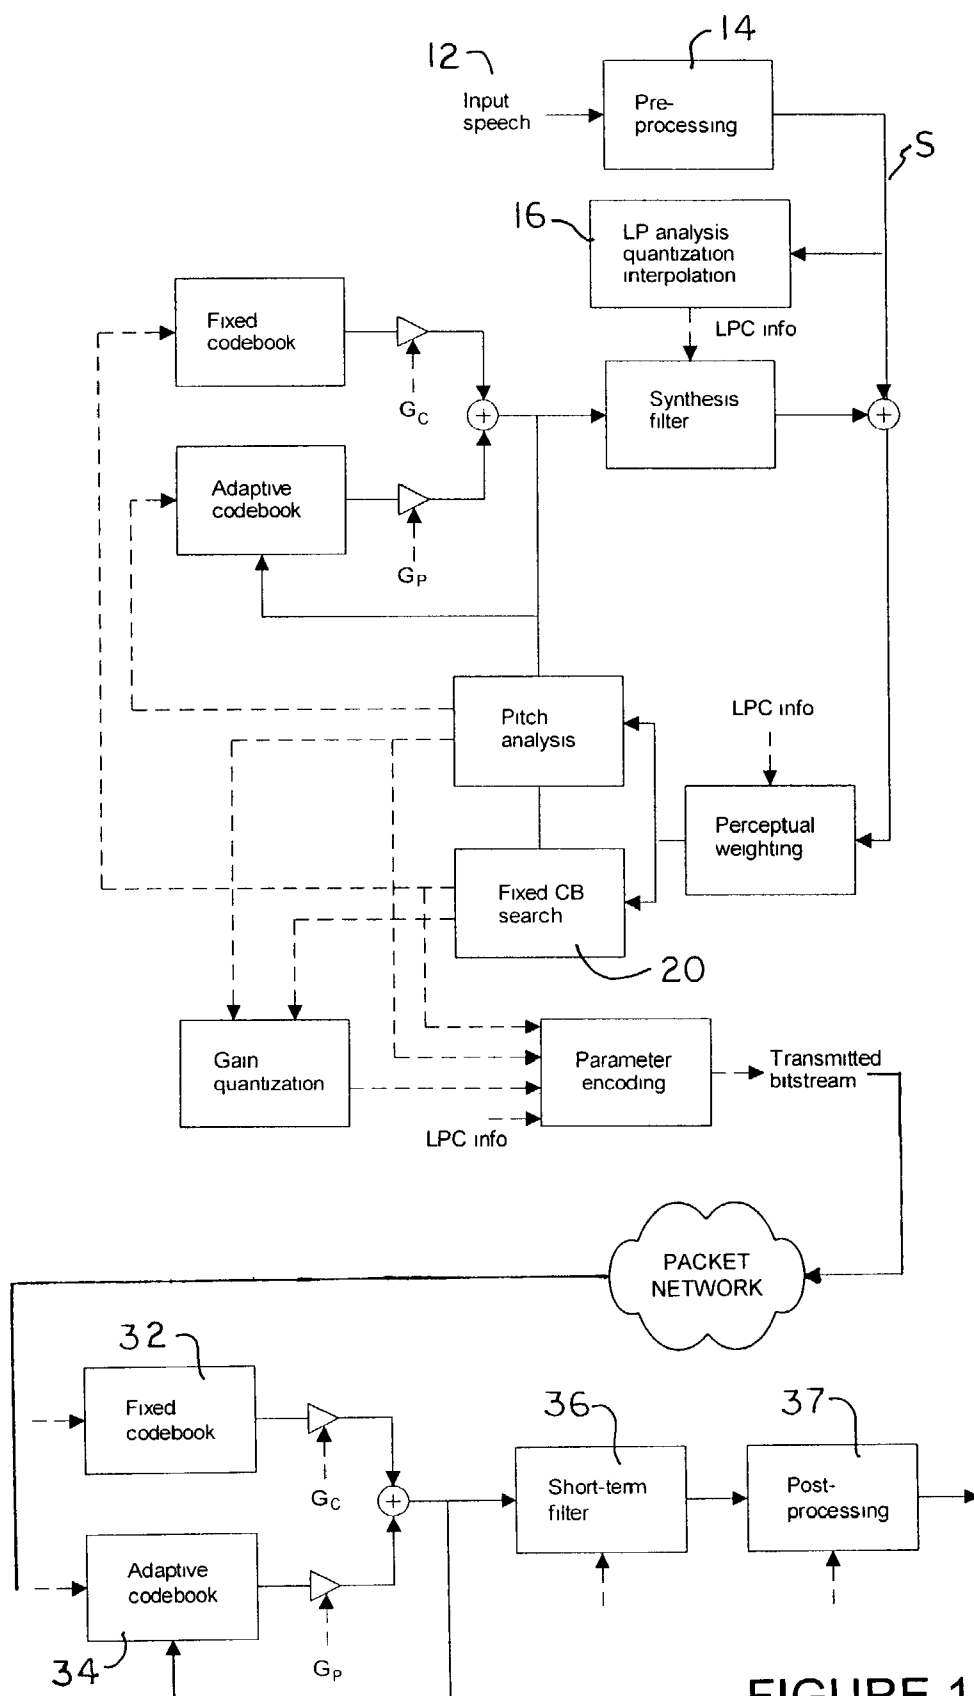 12
14
Input
speech
Pre-
processing
S
16
LP analysis
quantization
interpolation
LPC info
Fixed
codebook
GC
Synthesis
filter
Adaptive
codebook
GP
Pitch
analysis
LPC info
Perceptual
weighting
Fixed CB
search
20
Gain
quantization
Parameter
encoding
Transmitted
bitstream
LPC info
PACKET
NETWORK
32
Fixed
codebook
GC
36
37
Short-term
filter
Post-
processing
Adaptive
codebook
34
GP
FIGURE 1